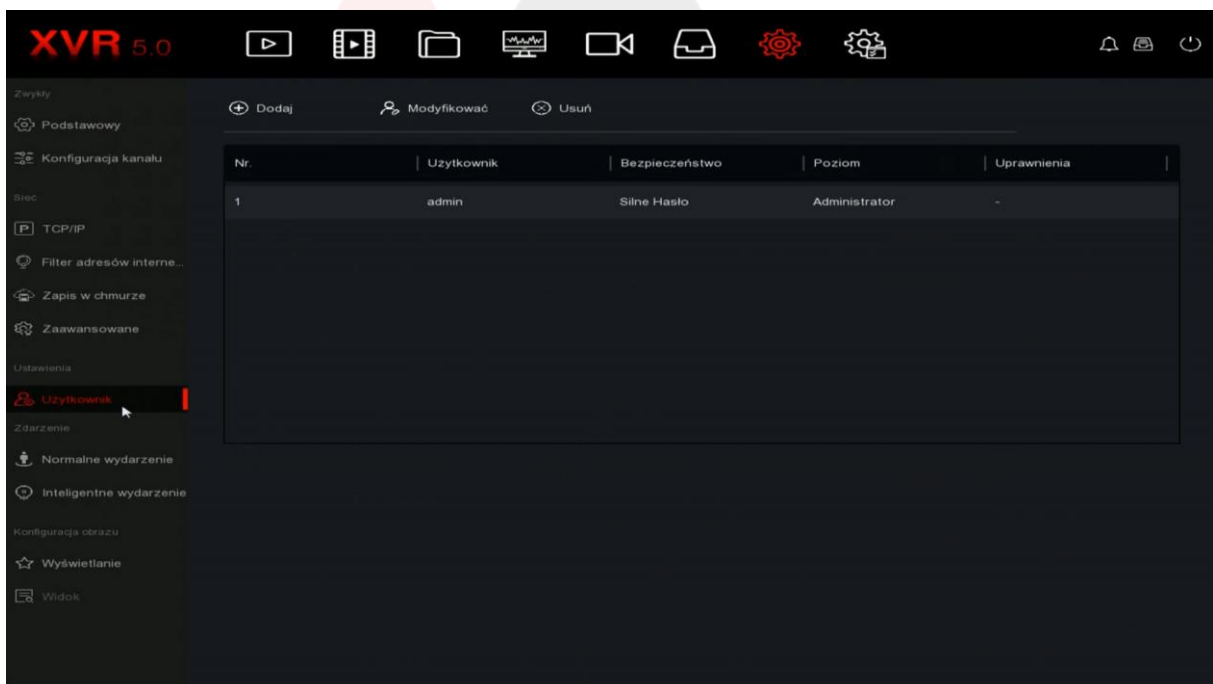 XVR 5.0
Zwykły
Podstawowy
Konfiguracja kanału
Siec
P TCP/IP
Filter adresów interne...
Zapis w chmurze
Zaawansowane
Ustawienia
Użytkownik
Zdarzenie
Normalne wydarzenie
Inteligentne wydarzenie
Konfiguracja obrazu
Wyświetlanie
Widok
Dodaj Modyfikować Usuń
Nr. Użytkownik Bezpieczeństwo Poziom Uprawnienia
1 admin Silne Hasło Administrator -